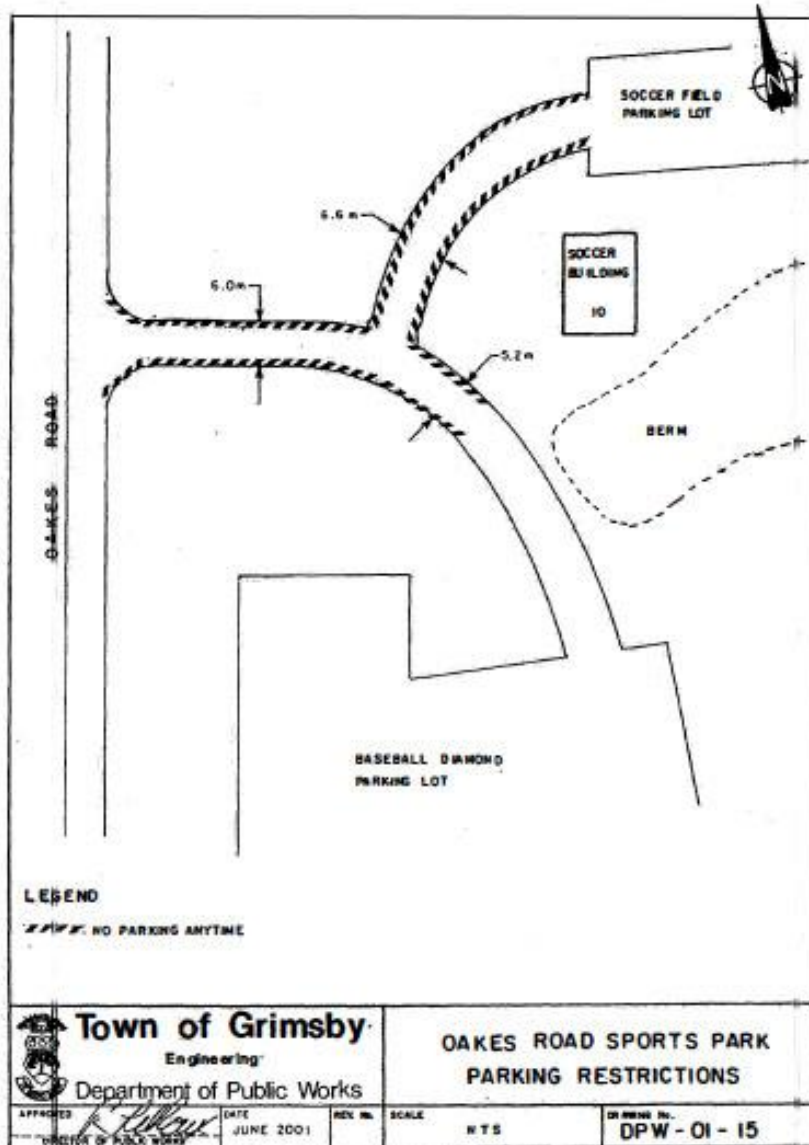 N
SOCCER FIELD
PARKING LOT
6.6 m
SOCCER
BUILDING
10
6.0m
5.2 m
BERM
OAKES ROAD
BASEBALL DIAMOND
PARKING LOT
LEGEND
NO PARKING ANYTIME
Town of Grimsby
Engineering
Department of Public Works
OAKES ROAD SPORTS PARK
PARKING RESTRICTIONS
APPROVED
DIRECTOR OF PUBLIC WORKS
DATE
JUNE 2001
REV. No.
SCALE
NTS
DRAWING No.
DPW - 01 - 15